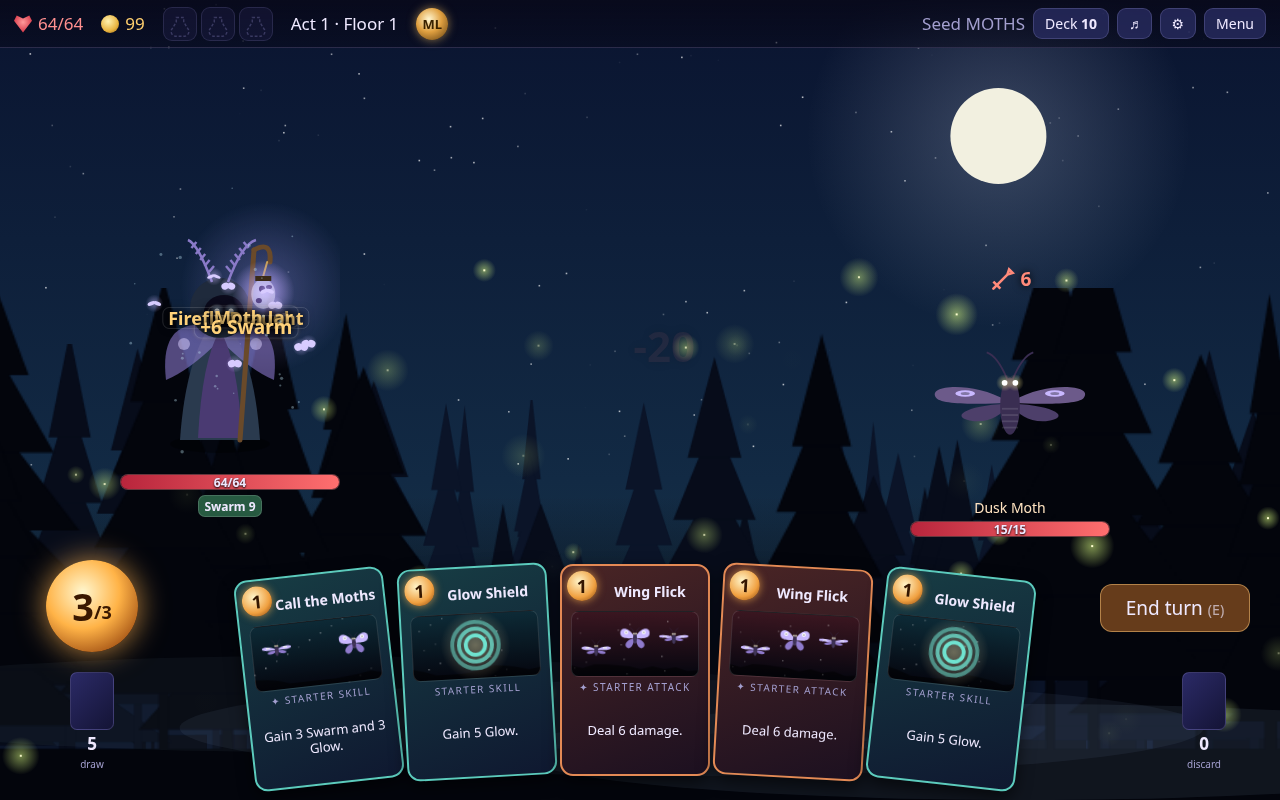 64/64
99
Act 1 · Floor 1
ML
Seed MOTHS
Deck 10
Menu
6
+6 Swarm
-20
64/64
Swarm 9
Dusk Moth
15/15
3/3
End turn (E)
1
Call the Moths
STARTER SKILL
Gain 3 Swarm and 3
Glow.
1
Glow Shield
STARTER SKILL
Gain 5 Glow.
1
Wing Flick
✦ STARTER ATTACK
Deal 6 damage.
1
Wing Flick
✦ STARTER ATTACK
Deal 6 damage.
1
Glow Shield
STARTER SKILL
Gain 5 Glow.
5
draw
0
discard